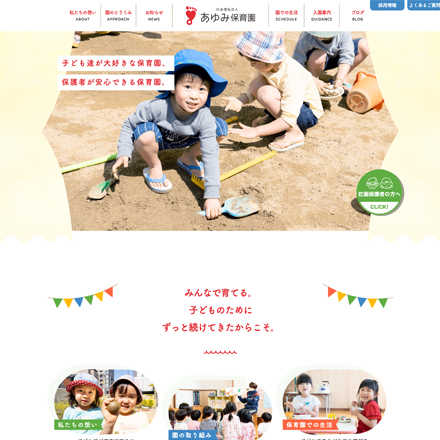 私たちの想い
ABOUT
園のとりくみ
APPROACH
お知らせ
NEWS
社会福祉法人
あゆみ保育園
園での生活
SCHEDULE
入園案内
GUIDANCE
ブログ
BLOG
採用情報
よくあるご質問
子ども達が大好きな保育園、
保護者が安心できる保育園。
在園保護者の方へ
CLICK!
みんなで育てる。
子どものために
ずっと続けてきたからこそ。
私たちの想い
園の取り組み
保育園での生活